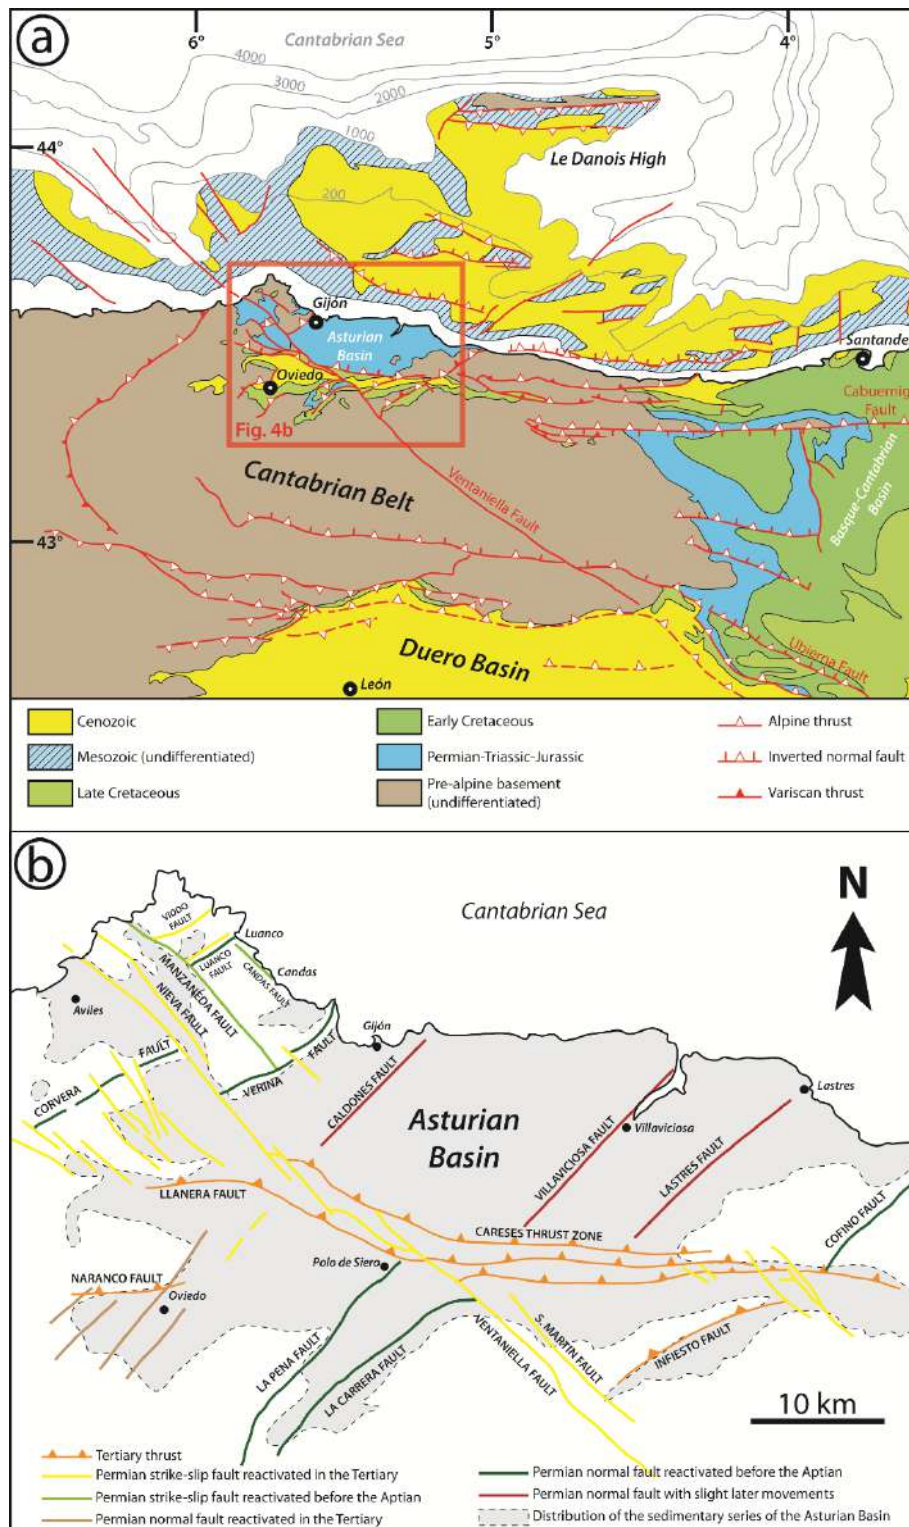 a
6°
5°
4°
Cantabrian Sea
4000
3000
2000
1000
200
44°
Le Danois High
Gijón
Asturian
Basin
Santande
Oviedo
Cabuernig
Fault
Fig. 4b
Cantabrian Belt
Ventaniella Fault
Basque-Cantabrian
Basin
43°
Duero Basin
Ubierna Fault
León
Cenozoic
Early Cretaceous
Alpine thrust
Mesozoic (undifferentiated)
Permian-Triassic-Jurassic
Inverted normal fault
Late Cretaceous
Pre-alpine basement
(undifferentiated)
Variscan thrust
b
N
Cantabrian Sea
VIODO
FAULT
Luanco
LUANCO
FAULT
MANZANEDA FAULT
CANDAS FAULT
Candas
NIEVA FAULT
Aviles
Gijón
CORVERA FAULT
VERINA FAULT
CALDONES FAULT
Asturian
Basin
Lastres
Villaviciosa
VILLAVICIOSA FAULT
LASTRES FAULT
LLANERA FAULT
CARESES THRUST ZONE
COFINO FAULT
Polo de Siero
NARANCO FAULT
Oviedo
LA PENA FAULT
LA CARRERA FAULT
VENTANIELLA FAULT
S. MARTIN FAULT
INFIESTO FAULT
10 km
Tertiary thrust
Permian strike-slip fault reactivated in the Tertiary
Permian normal fault reactivated before the Aptian
Permian strike-slip fault reactivated before the Aptian
Permian normal fault with slight later movements
Permian normal fault reactivated in the Tertiary
Distribution of the sedimentary series of the Asturian Basin